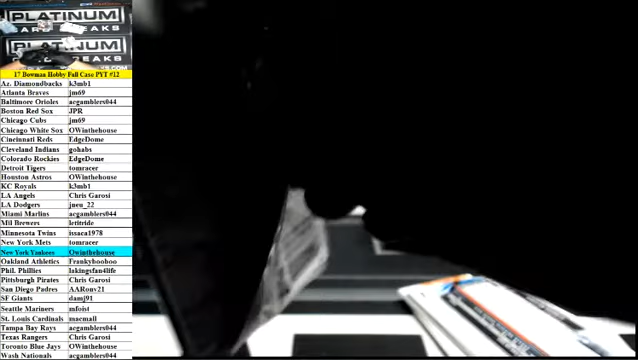 PLATINUM
PLATINUM
17 Bowman Hobby Full Case PYT #12
Az. Diamondbacks k3mb1
Atlanta Braves jm69
Baltimore Orioles acgamblers044
Boston Red Sox JPR
Chicago Cubs jm69
Chicago White Sox OWinthehouse
Cincinnati Reds EdgeDome
Cleveland Indians gohabs
Colorado Rockies EdgeDome
Detroit Tigers tomracer
Houston Astros OWinthehouse
KC Royals k3mb1
LA Angels Chris Garosi
LA Dodgers jueu_22
Miami Marlins acgamblers044
Mil Brewers letitride
Minnesota Twins issaca1978
New York Mets tomracer
New York Yankees Owinthehouse
Oakland Athletics Frankybooboo
Phil. Phillies lakingsfan4life
Pittsburgh Pirates Chris Garosi
San Diego Padres AARonv21
SF Giants damj91
Seattle Mariners mfoist
St. Louis Cardinals macmail
Tampa Bay Rays acgamblers044
Texas Rangers Chris Garosi
Toronto Blue Jays OWinthehouse
Wash Nationals acgamblers044